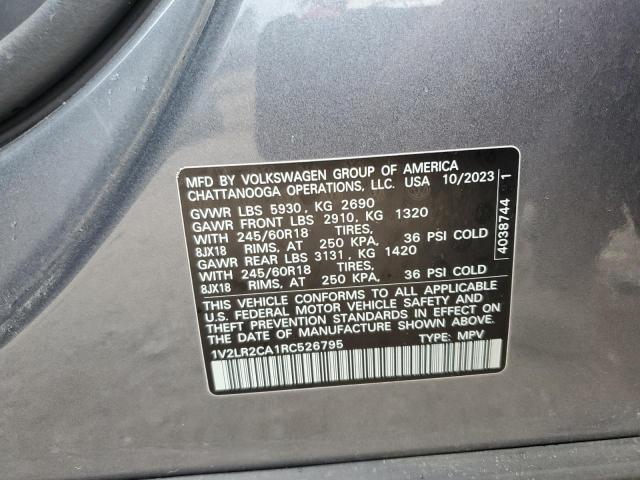 MFD BY VOLKSWAGEN GROUP OF AMERICA
CHATTANOOGA OPERATIONS, LLC. USA 10/2023
GVWR LBS 5930, KG 2690
GAWR FRONT LBS 2910, KG 1320
WITH 245/60R18 TIRES,
8JX18 RIMS, AT 250 KPA, 36 PSI COLD
GAWR REAR LBS 3131, KG 1420
WITH 245/60R18 TIRES,
8JX18 RIMS, AT 250 KPA, 36 PSI COLD
THIS VEHICLE CONFORMS TO ALL APPLICABLE
U.S. FEDERAL MOTOR VEHICLE SAFETY AND
THEFT PREVENTION STANDARDS IN EFFECT ON
THE DATE OF MANUFACTURE SHOWN ABOVE.
1V2LR2CA1RC526795 TYPE: MPV
4038744 1